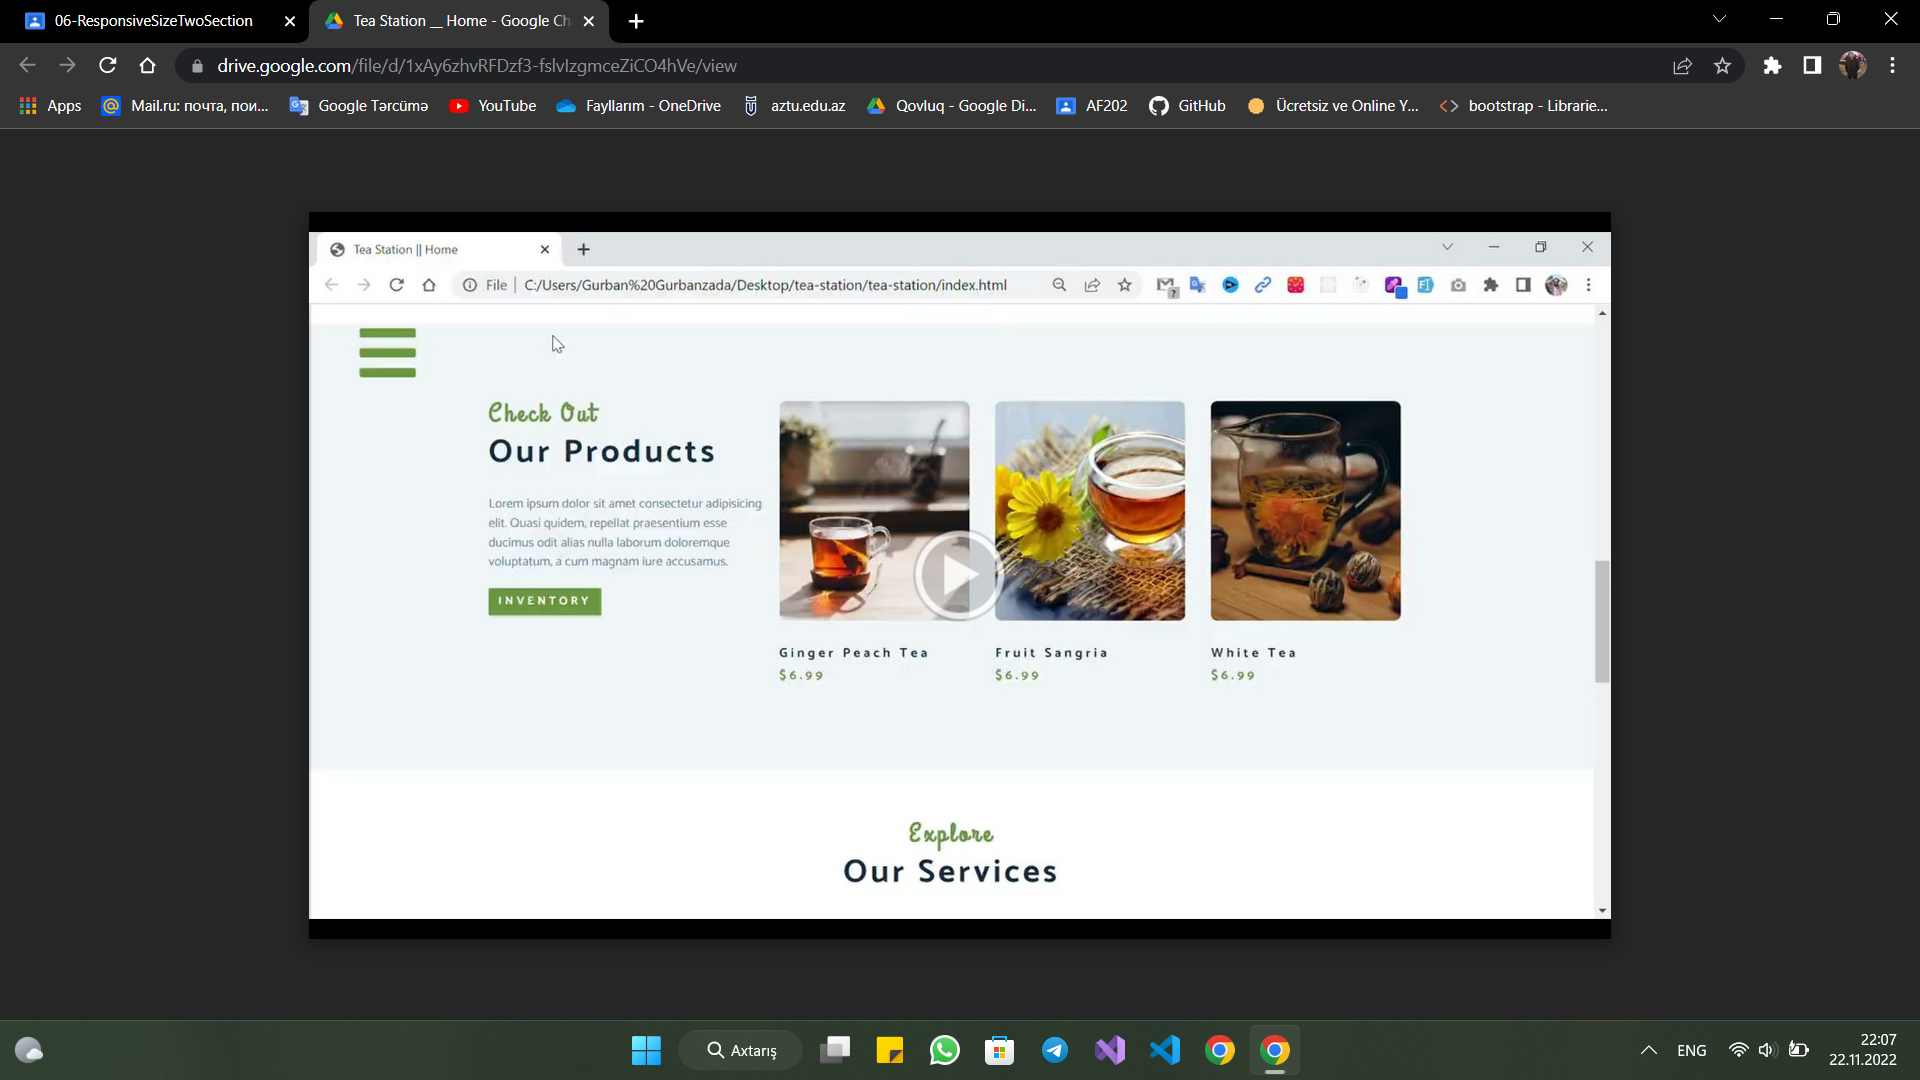 06-ResponsiveSizeTwoSection
Tea Station __ Home - Google Ch
drive.google.com/file/d/1xAy6zhvRFDzf3-fslvIzgmceZiCO4hVe/view
Apps
Mail.ru: почта, пои...
Google Tərcümə
YouTube
Fayllarım - OneDrive
aztu.edu.az
Qovluq - Google Di...
AF202
GitHub
Ücretsiz ve Online Y...
bootstrap - Librarie...
Tea Station || Home
File
C:/Users/Gurban%20Gurbanzada/Desktop/tea-station/tea-station/index.html
Check Out
Our Products
Lorem ipsum dolor sit amet consectetur adipisicing
elit. Quasi quidem, repellat praesentium esse
ducimus odit alias nulla laborum doloremque
voluptatum, a cum magnam iure accusamus.
INVENTORY
Ginger Peach Tea
$6.99
Fruit Sangria
$6.99
White Tea
$6.99
Explore
Our Services
Axtarış
ENG
22:07
22.11.2022